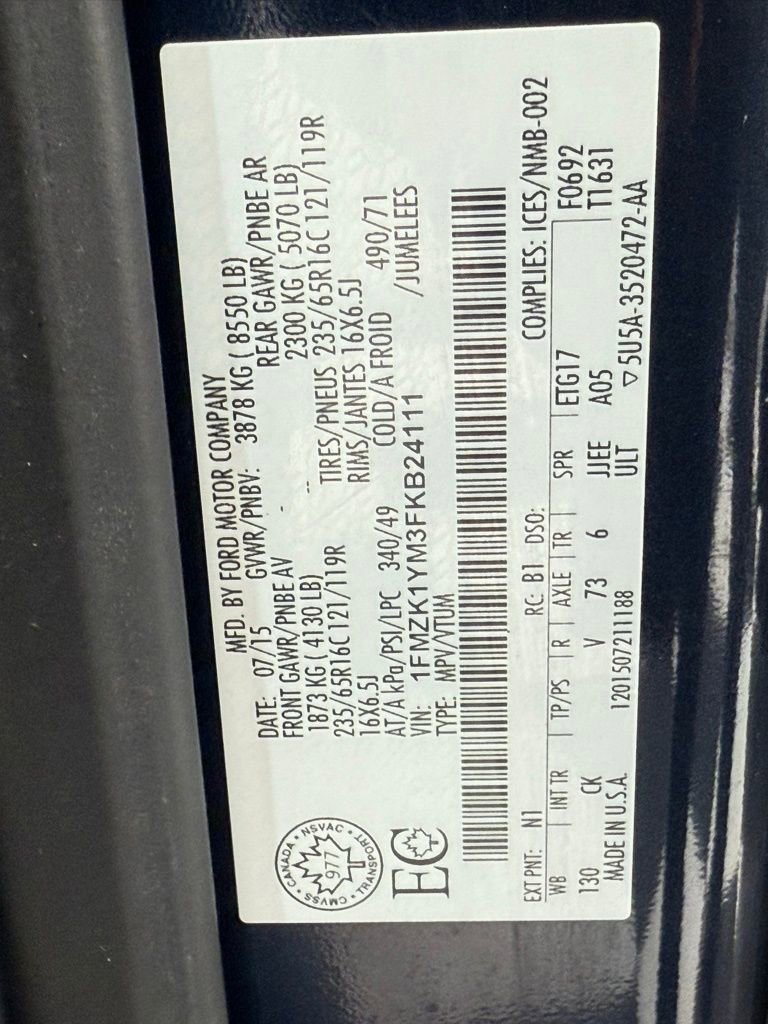 MFD. BY FORD MOTOR COMPANY
DATE: 07/15 GVWR/PNBV: 3878 KG ( 8550 LB)
FRONT GAWR/PNBE AV REAR GAWR/PNBE AR
1873 KG ( 4130 LB) 2300 KG ( 5070 LB)
235/65R16C121/119R TIRES/PNEUS 235/65R16C121/119R
16X6.5J RIMS/JANTES 16X6.5J
AT/A kPa/PSI/LPC 340/49 COLD/A FROID 490/71
VIN: 1FMZK1YM3FKB24111 /JUMELEES
TYPE: MPV/VTUM
CANADA • NSVAC • TRANSPORT • CMVSS •
977
EC
EXT PNT: N1 RC: B1 DSO: COMPLIES: ICES/NMB-002
WB | INT TR | TP/PS | R | AXLE | TR | SPR ETG17 F0692
130 CK V 73 6 JJEE A05 T1631
ULT
MADE IN U.S.A. 1201507211188 ▽5U5A-3520472-AA